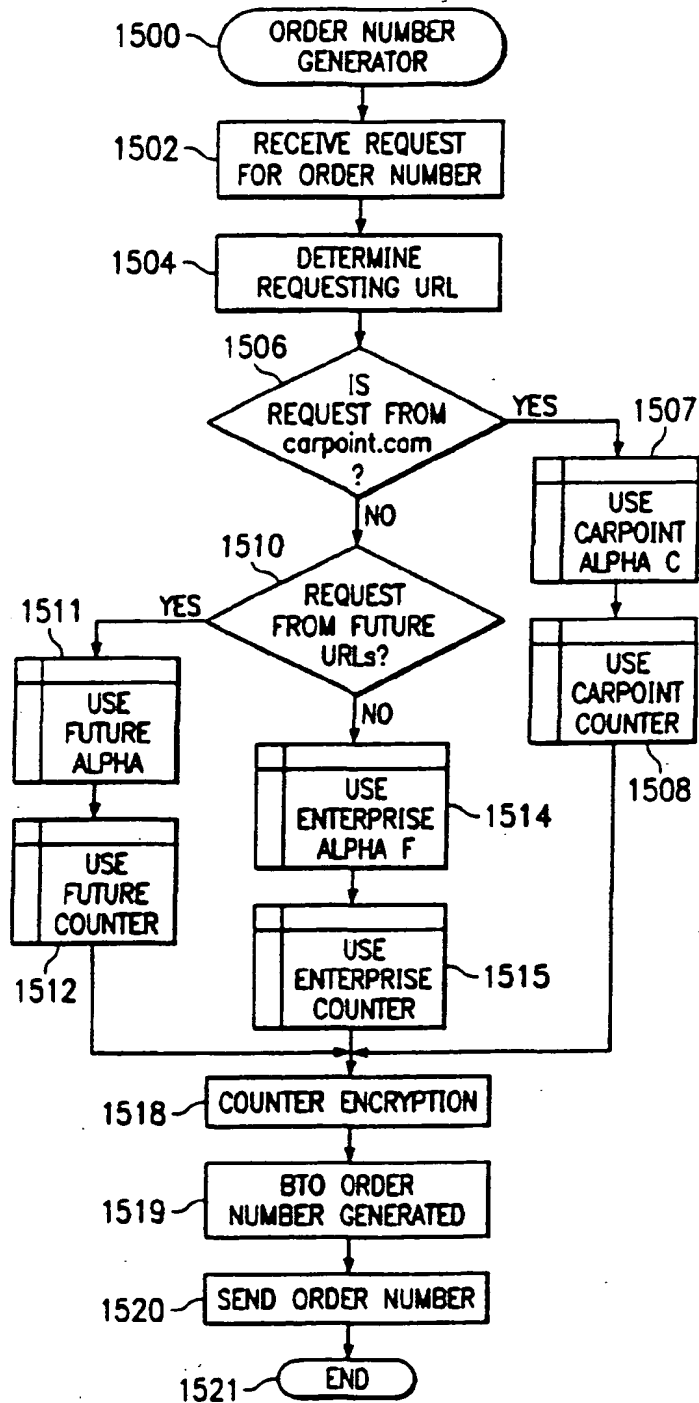 1500
ORDER NUMBER
GENERATOR
1502
RECEIVE REQUEST
FOR ORDER NUMBER
1504
DETERMINE
REQUESTING URL
1506
IS
REQUEST FROM
carpoint.com
?
YES
1507
USE
CARPOINT
ALPHA C
NO
1510
REQUEST
FROM FUTURE
URLs?
YES
1511
USE
FUTURE
ALPHA
USE
CARPOINT
COUNTER
1508
NO
USE
ENTERPRISE
ALPHA F
1514
USE
FUTURE
COUNTER
1512
USE
ENTERPRISE
COUNTER
1515
1518
COUNTER ENCRYPTION
1519
BTO ORDER
NUMBER GENERATED
1520
SEND ORDER NUMBER
1521
END